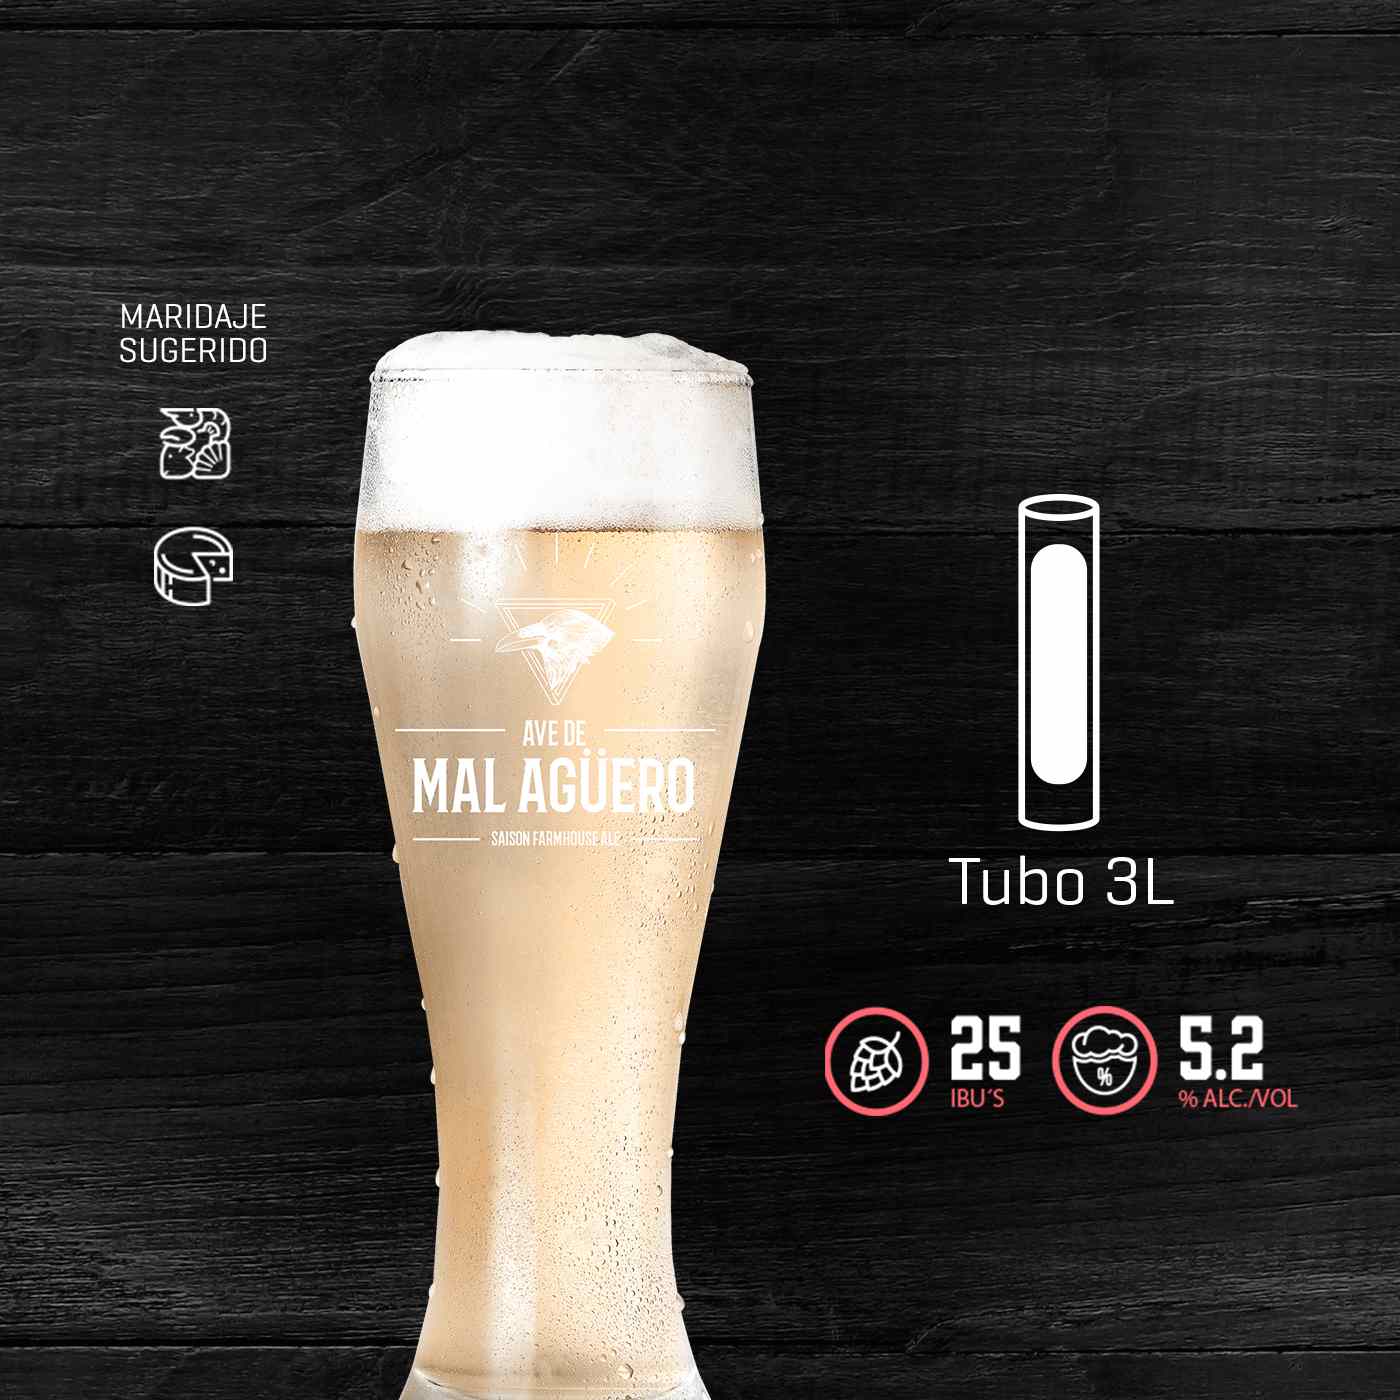 MARIDAJE
SUGERIDO
AVE DE
MAL AGÜERO
SAISON FARMHOUSE ALE
Tubo 3L
25
IBU´S
%
5.2
% ALC./VOL